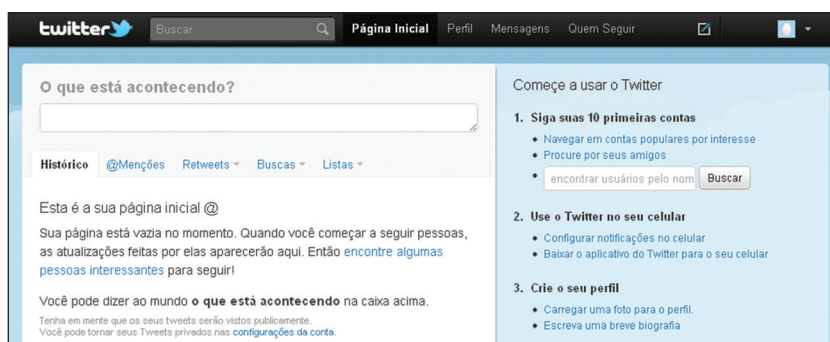 twitter Buscar Página Inicial Perfil Mensagens Quem Seguir
O que está acontecendo?
Histórico @Menções Retweets Buscas Listas
Esta é a sua página inicial @
Sua página está vazia no momento. Quando você começar a seguir pessoas,
as atualizações feitas por elas aparecerão aqui. Então encontre algumas
pessoas interessantes para seguir!
Você pode dizer ao mundo o que está acontecendo na caixa acima.
Tenha em mente que os seus tweets serão vistos publicamente.
Você pode tornar seus Tweets privados nas configurações da conta.
Começe a usar o Twitter
1. Siga suas 10 primeiras contas
Navegar em contas populares por interesse
Procure por seus amigos
encontrar usuários pelo nom Buscar
2. Use o Twitter no seu celular
Configurar notificações no celular
Baixar o aplicativo do Twitter para o seu celular
3. Crie o seu perfil
Carregar uma foto para o perfil.
Escreva uma breve biografia